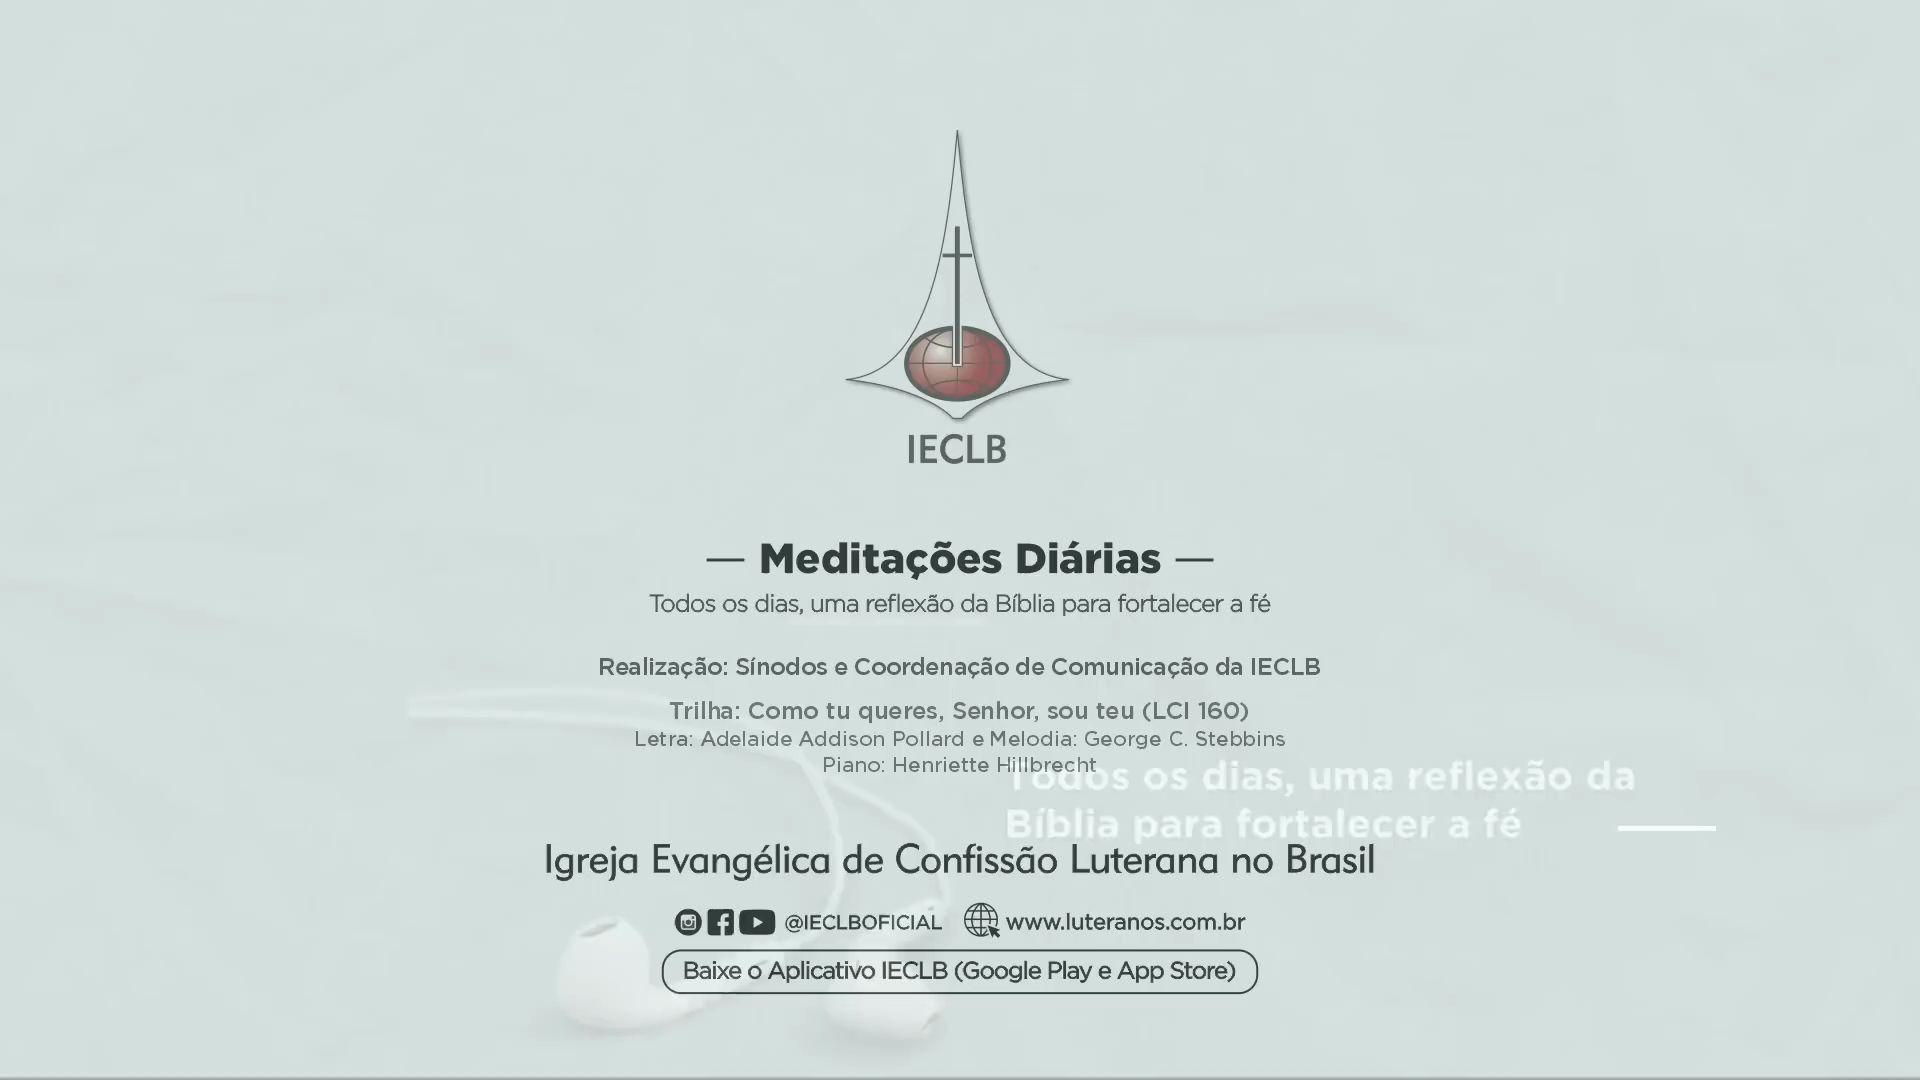 IECLB
— Meditações Diárias —
Todos os dias, uma reflexão da Bíblia para fortalecer a fé
Realização: Sínodos e Coordenação de Comunicação da IECLB
Trilha: Como tu queres, Senhor, sou teu (LCI 160)
Letra: Adelaide Addison Pollard e Melodia: George C. Stebbins
Piano: Henriette Hillbrecht
Todos os dias, uma reflexão da
Bíblia para fortalecer a fé
Igreja Evangélica de Confissão Luterana no Brasil
@IECLBOFICIAL www.luteranos.com.br
Baixe o Aplicativo IECLB (Google Play e App Store)